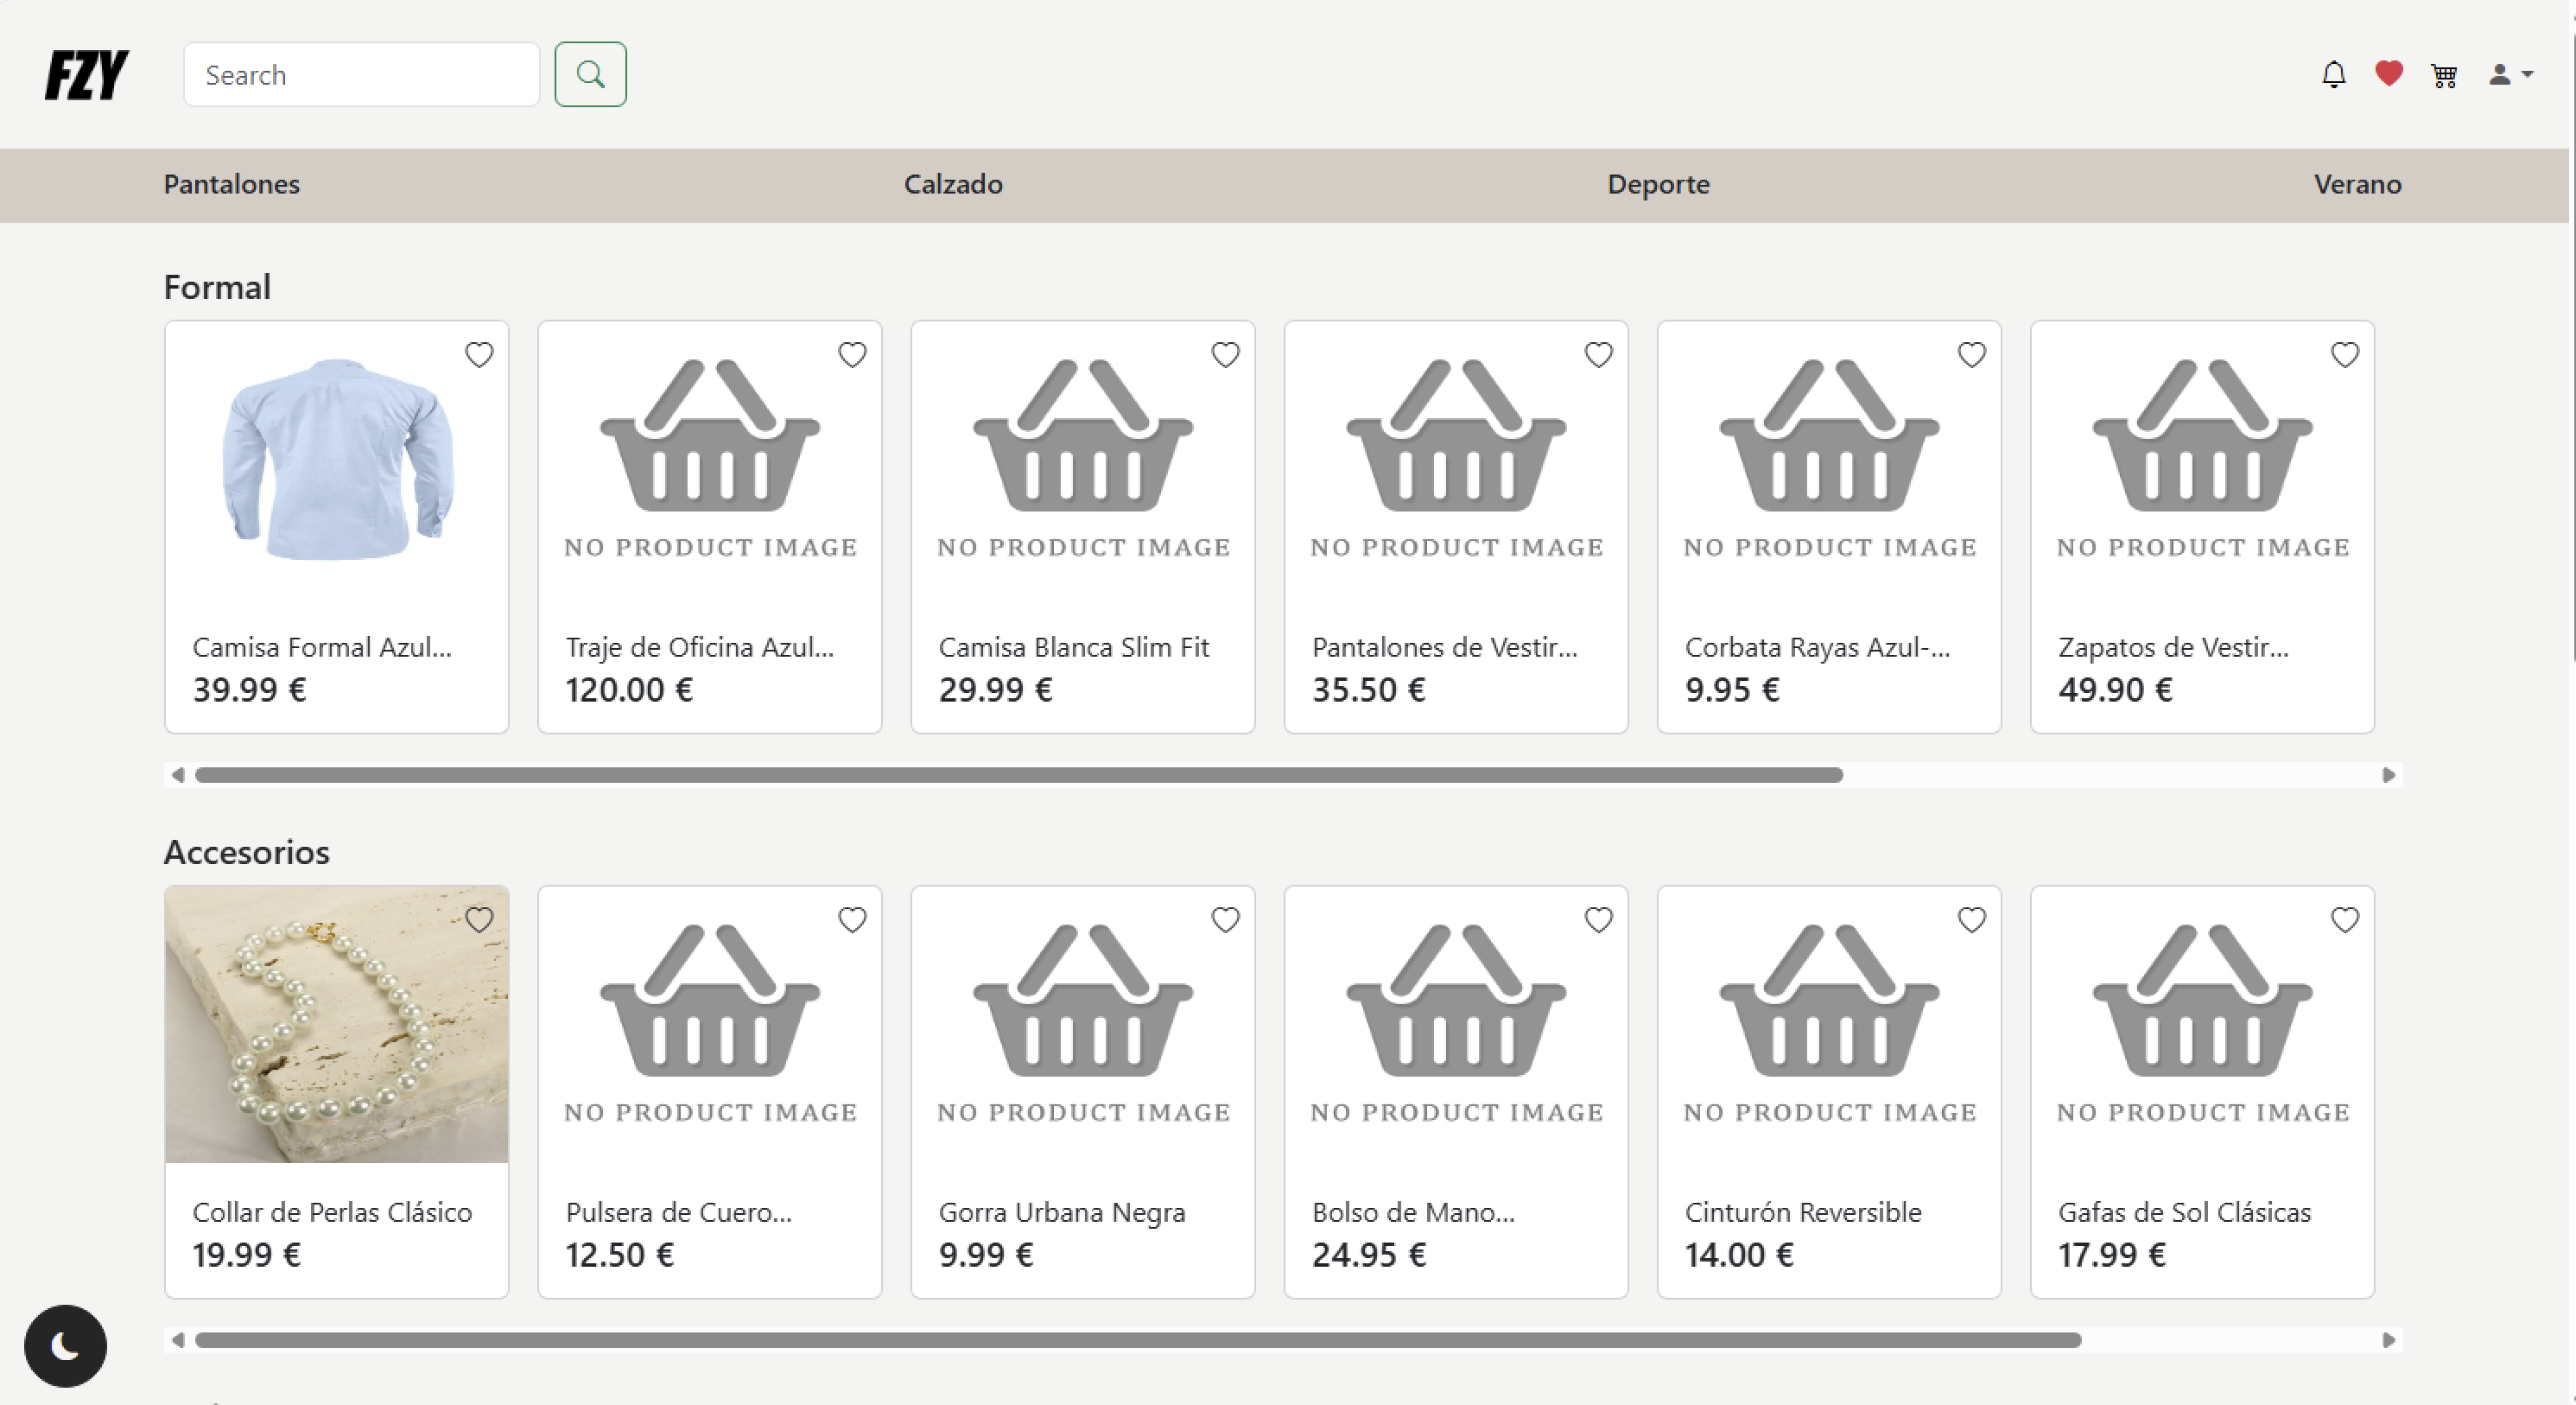 FZY
Search
Pantalones
Calzado
Deporte
Verano
Formal
NO PRODUCT IMAGE
NO PRODUCT IMAGE
NO PRODUCT IMAGE
NO PRODUCT IMAGE
NO PRODUCT IMAGE
Camisa Formal Azul...
39.99 €
Traje de Oficina Azul...
120.00 €
Camisa Blanca Slim Fit
29.99 €
Pantalones de Vestir...
35.50 €
Corbata Rayas Azul-...
9.95 €
Zapatos de Vestir...
49.90 €
Accesorios
NO PRODUCT IMAGE
NO PRODUCT IMAGE
NO PRODUCT IMAGE
NO PRODUCT IMAGE
NO PRODUCT IMAGE
Collar de Perlas Clásico
19.99 €
Pulsera de Cuero...
12.50 €
Gorra Urbana Negra
9.99 €
Bolso de Mano...
24.95 €
Cinturón Reversible
14.00 €
Gafas de Sol Clásicas
17.99 €